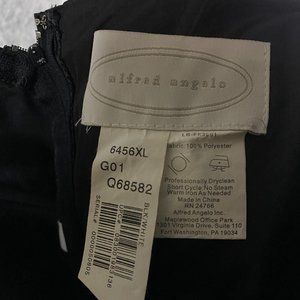 alfred angelo
6456XL
G01
Q68582
BLK/WHITE
Fabric 100% Polyester
Professionally Dryclean
Short Cycle: No Steam
Warm Iron As Needed
Made in China
RN 24766
Alfred Angelo Inc.
Maplewood Office Park
1301 Virginia Drive, Suite 110
Fort Washington, PA 19034